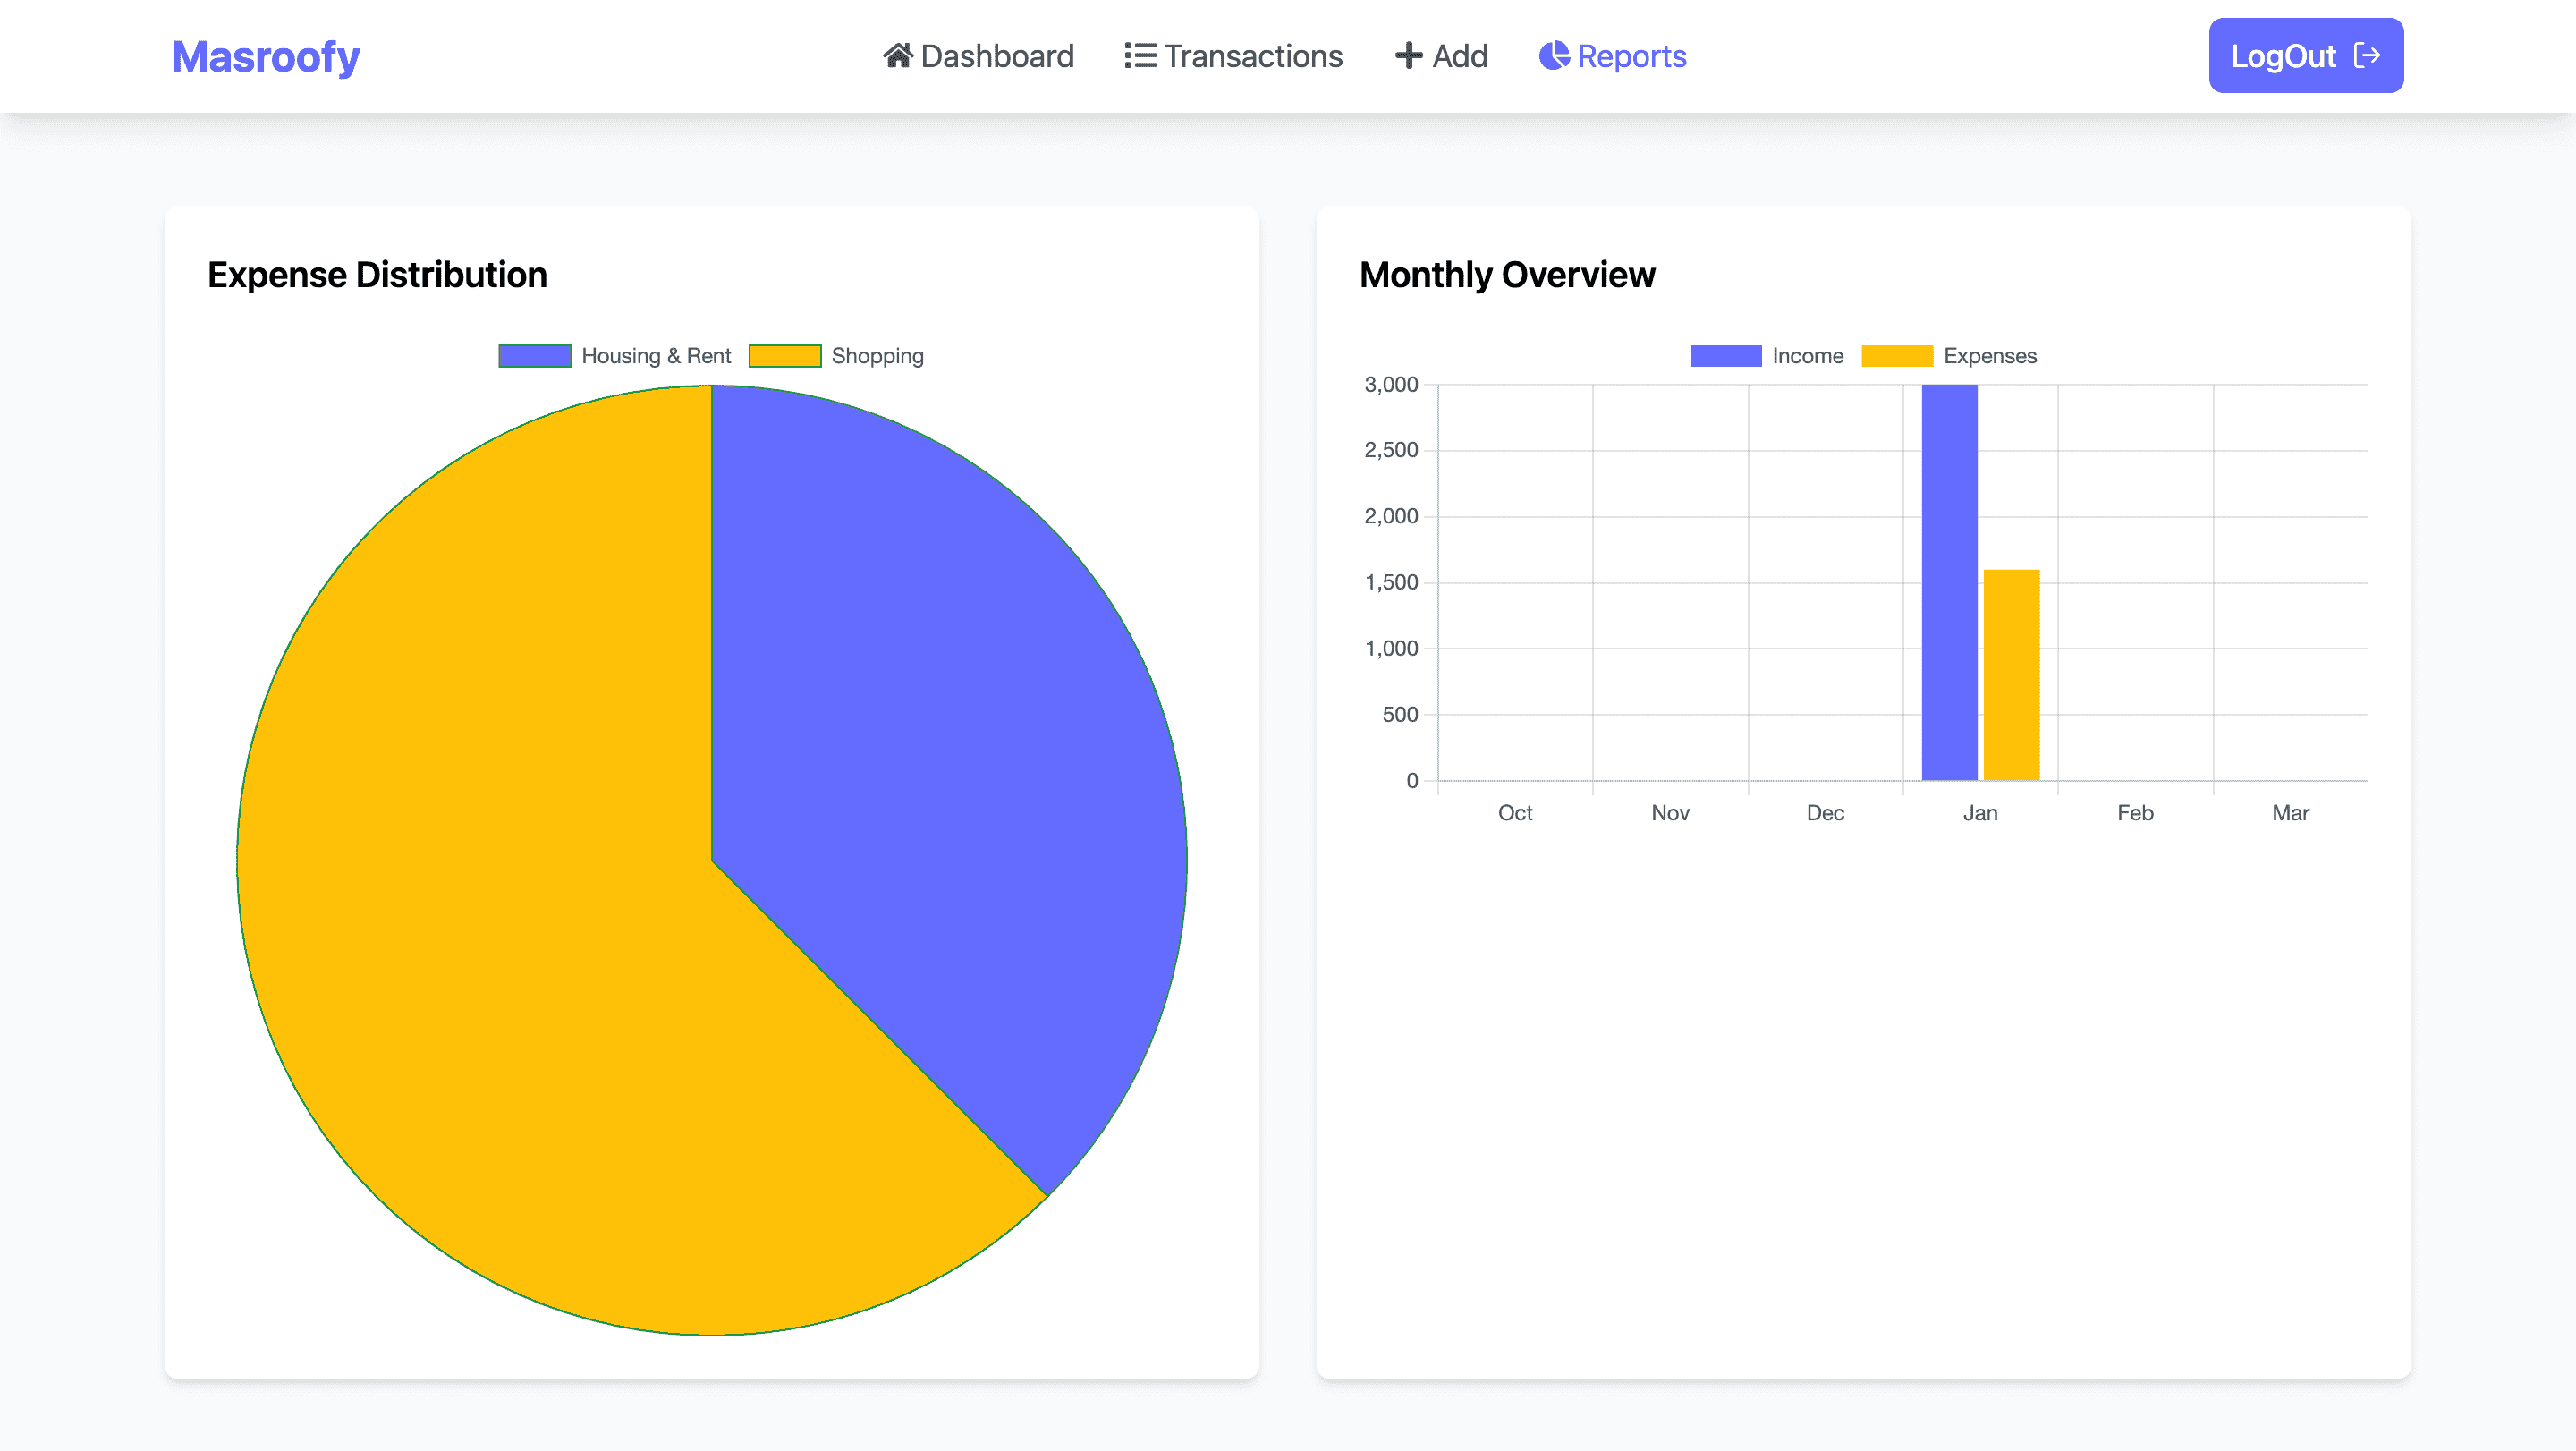 Masroofy
Dashboard
Transactions
Add
Reports
LogOut
Expense Distribution
Housing & Rent
Shopping
Monthly Overview
Income
Expenses
3,000
2,500
2,000
1,500
1,000
500
0
Oct
Nov
Dec
Jan
Feb
Mar